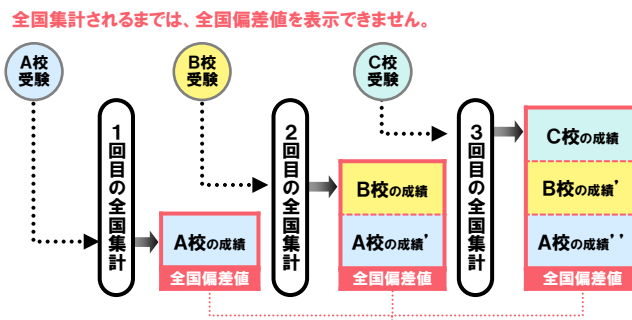 全国集計されるまでは、全国偏差値を表示できません。
A校
受験
B校
受験
C校
受験
1回目の全国集計
A校の成績
全国偏差値
2回目の全国集計
B校の成績
A校の成績’
全国偏差値
3回目の全国集計
C校の成績
B校の成績’
A校の成績’’
全国偏差値